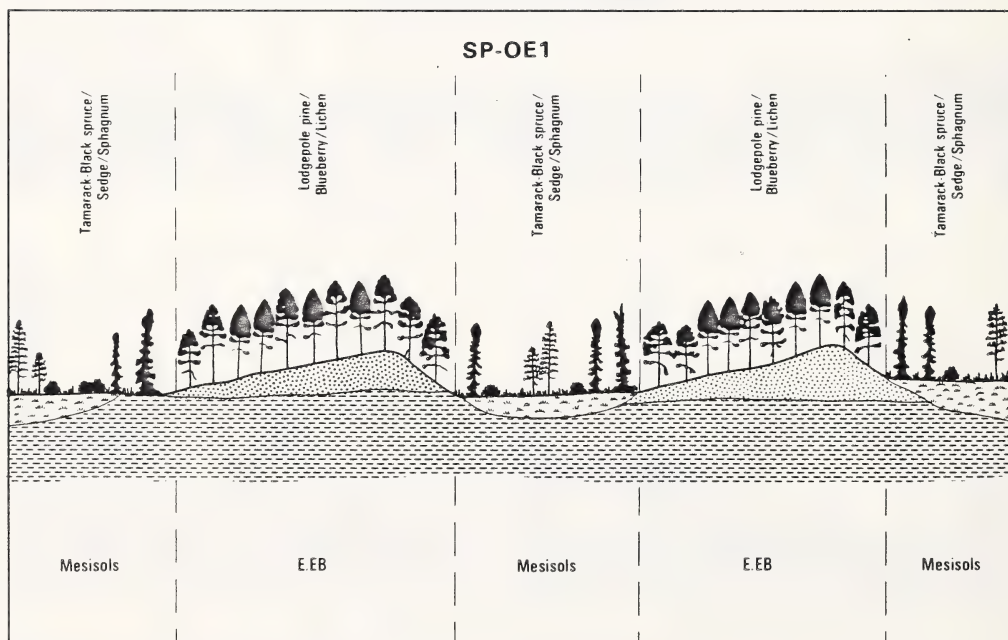 SP-OE1
Tamarack-Black spruce/
Sedge/Sphagnum
Lodgepole pine/
Blueberry/Lichen
Tamarack-Black spruce/
Sedge/Sphagnum
Lodgepole pine/
Blueberry/Lichen
Tamarack-Black spruce/
Sedge/Sphagnum
Mesisols
E.EB
Mesisols
E.EB
Mesisols